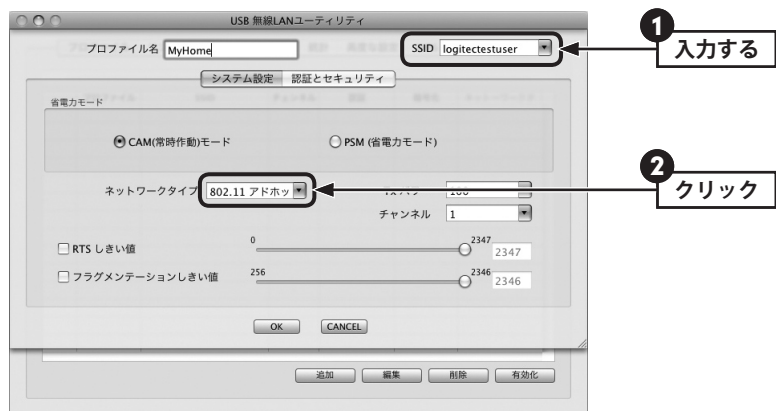 USB 無線LANユーティリティ
プロファイル名 MyHome SSID logitectestuser
1 入力する
システム設定 認証とセキュリティ
省電力モード
CAM(常時作動)モード PSM (省電力モード)
2 クリック
ネットワークタイプ 802.11 アドホッ
チャンネル 1
RTS しきい値 0 2347 2347
フラグメンテーションしきい値 256 2346 2346
OK CANCEL
追加 編集 削除 有効化